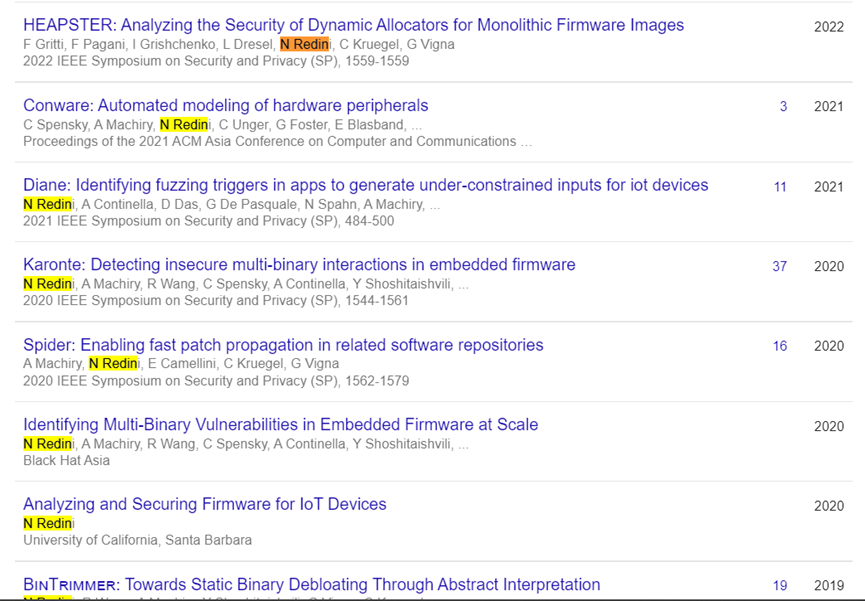 HEAPSTER: Analyzing the Security of Dynamic Allocators for Monolithic Firmware Images 2022
F Gritti, F Pagani, I Grishchenko, L Dresel, N Redini, C Kruegel, G Vigna
2022 IEEE Symposium on Security and Privacy (SP), 1559-1559
Conware: Automated modeling of hardware peripherals 3 2021
C Spensky, A Machiry, N Redini, C Unger, G Foster, E Blasband, ...
Proceedings of the 2021 ACM Asia Conference on Computer and Communications ...
Diane: Identifying fuzzing triggers in apps to generate under-constrained inputs for iot devices 11 2021
N Redini, A Continella, D Das, G De Pasquale, N Spahn, A Machiry, ...
2021 IEEE Symposium on Security and Privacy (SP), 484-500
Karonte: Detecting insecure multi-binary interactions in embedded firmware 37 2020
N Redini, A Machiry, R Wang, C Spensky, A Continella, Y Shoshitaishvili, ...
2020 IEEE Symposium on Security and Privacy (SP), 1544-1561
Spider: Enabling fast patch propagation in related software repositories 16 2020
A Machiry, N Redini, E Camellini, C Kruegel, G Vigna
2020 IEEE Symposium on Security and Privacy (SP), 1562-1579
Identifying Multi-Binary Vulnerabilities in Embedded Firmware at Scale 2020
N Redini, A Machiry, R Wang, C Spensky, A Continella, Y Shoshitaishvili, ...
Black Hat Asia
Analyzing and Securing Firmware for IoT Devices 2020
N Redini
University of California, Santa Barbara
BINTRIMMER: Towards Static Binary Debloating Through Abstract Interpretation 19 2019